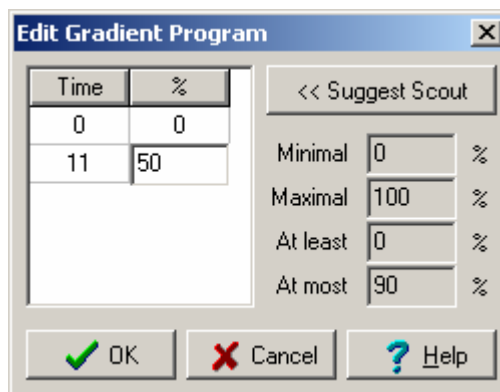 Edit Gradient Program
Time %
0 0
11 50
<< Suggest Scout
Minimal 0 %
Maximal 100 %
At least 0 %
At most 90 %
OK Cancel Help